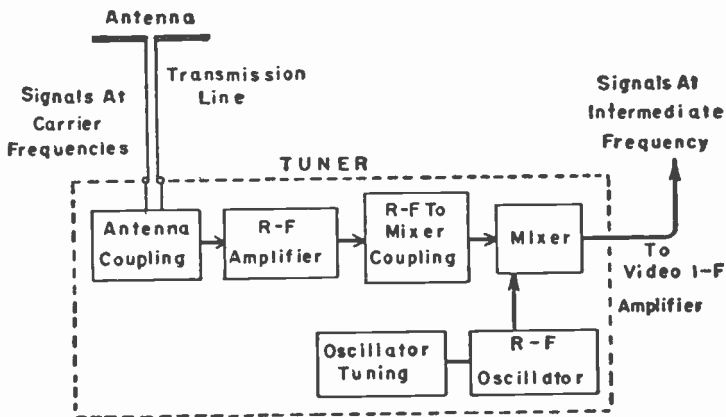 Antenna
Transmission
Line
Signals At
Carrier
Frequencies
Signals At
Intermediate
Frequency
TUNER
Antenna
Coupling
R-F
Amplifier
R-F To
Mixer
Coupling
Mixer
To
Video I-F
Amplifier
Oscillator
Tuning
R-F
Oscillator